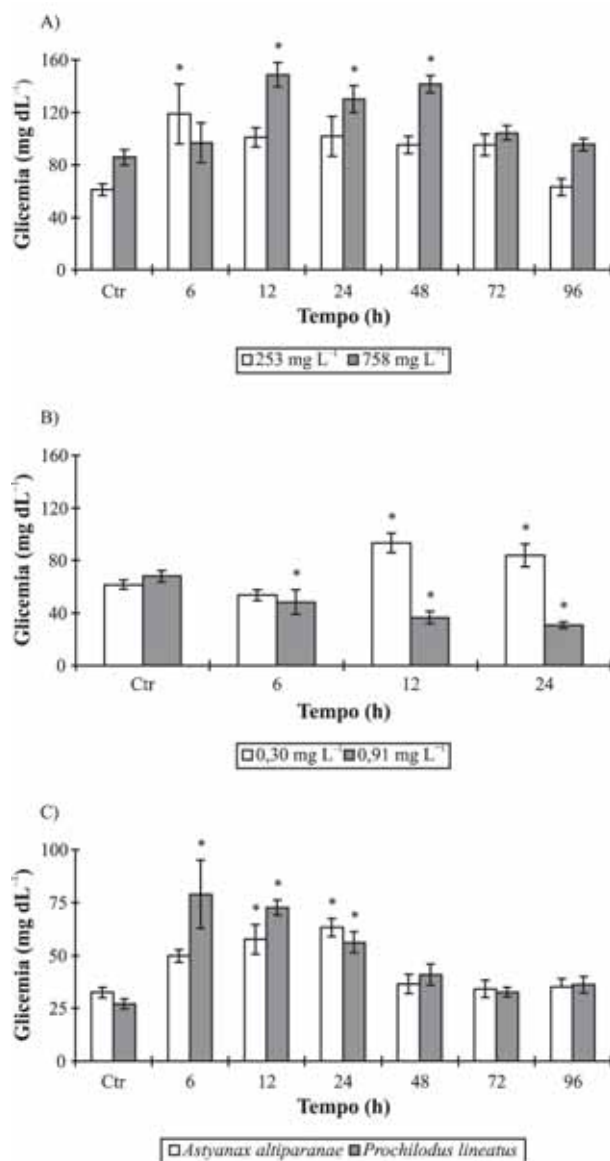 A)
Glicemia (mg dL⁻¹)
160
120
80
40
0
* * * *
Ctr 6 12 24 48 72 96
Tempo (h)
253 mg L⁻¹ 758 mg L⁻¹
B)
Glicemia (mg dL⁻¹)
160
120
80
40
0
* * * * *
Ctr 6 12 24
Tempo (h)
0,30 mg L⁻¹ 0,91 mg L⁻¹
C)
Glicemia (mg dL⁻¹)
100
75
50
25
0
* * * * *
Ctr 6 12 24 48 72 96
Tempo (h)
Astyanax altiparanae Prochilodus lineatus